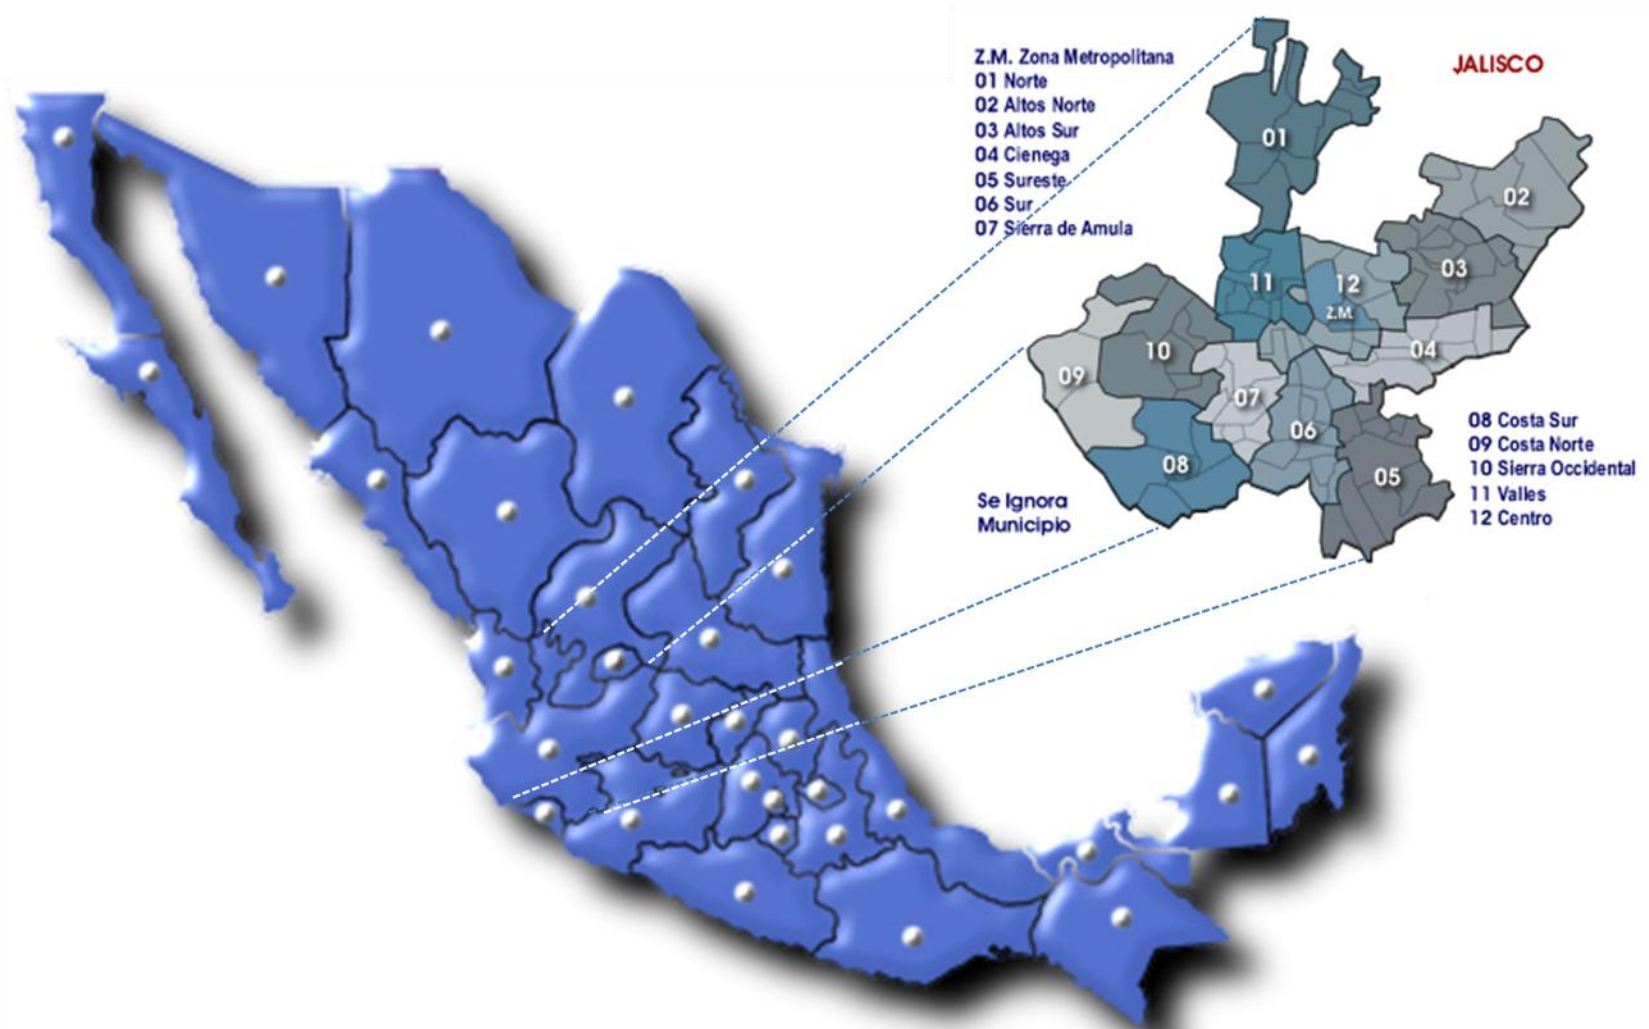 Z.M. Zona Metropolitana
01 Norte
02 Altos Norte
03 Altos Sur
04 Cienega
05 Sureste
06 Sur
07 Sierra de Amula
JALISCO
01
02
03
11
12
Z.M.
04
10
09
07
06
08
05
Se Ignora
Municipio
08 Costa Sur
09 Costa Norte
10 Sierra Occidental
11 Valles
12 Centro